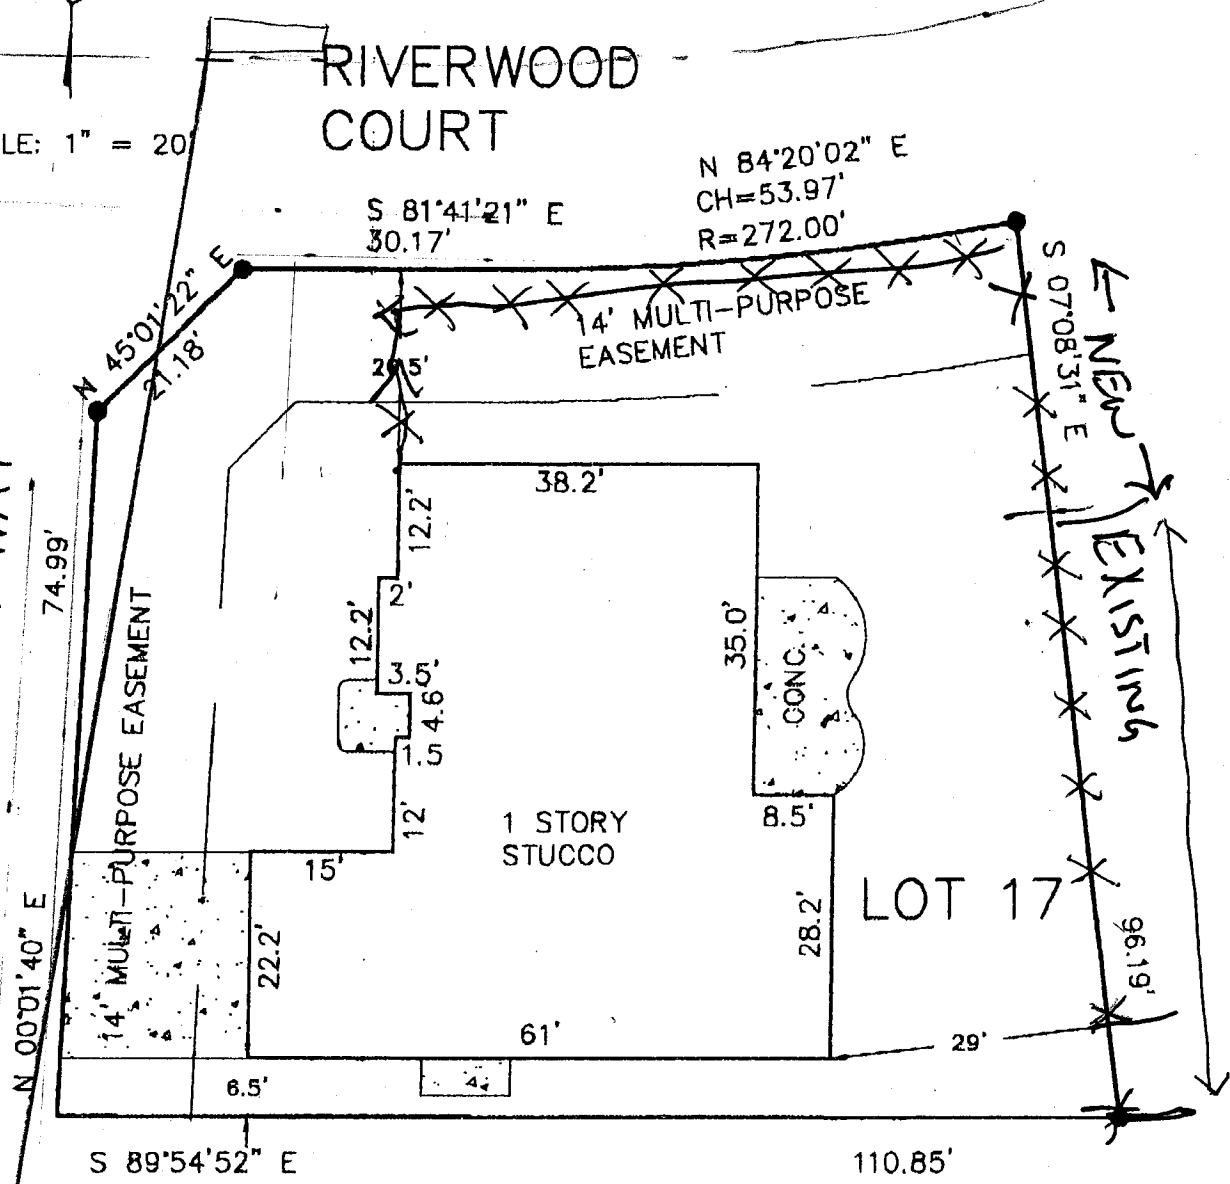 RIVERWOOD
COURT
LE: 1" = 20'
N 84°20'02" E
CH=53.97'
R=272.00'
S 81°41'21" E
30.17'
N 45°01'22" E
21.18'
14' MULTI-PURPOSE
EASEMENT
S 07°08'31" E
← NEW →
EXISTING
38.2'
12.2'
2'
12.2'
3.5'
4.6'
1.5
12'
15'
35.0'
CONC.
8.5'
74.99'
14' MULTI-PURPOSE EASEMENT
1 STORY
STUCCO
LOT 17
28.2'
22.2'
96.19'
N 00°01'40" E
61'
29'
6.5'
S 89°54'52" E
110.85'